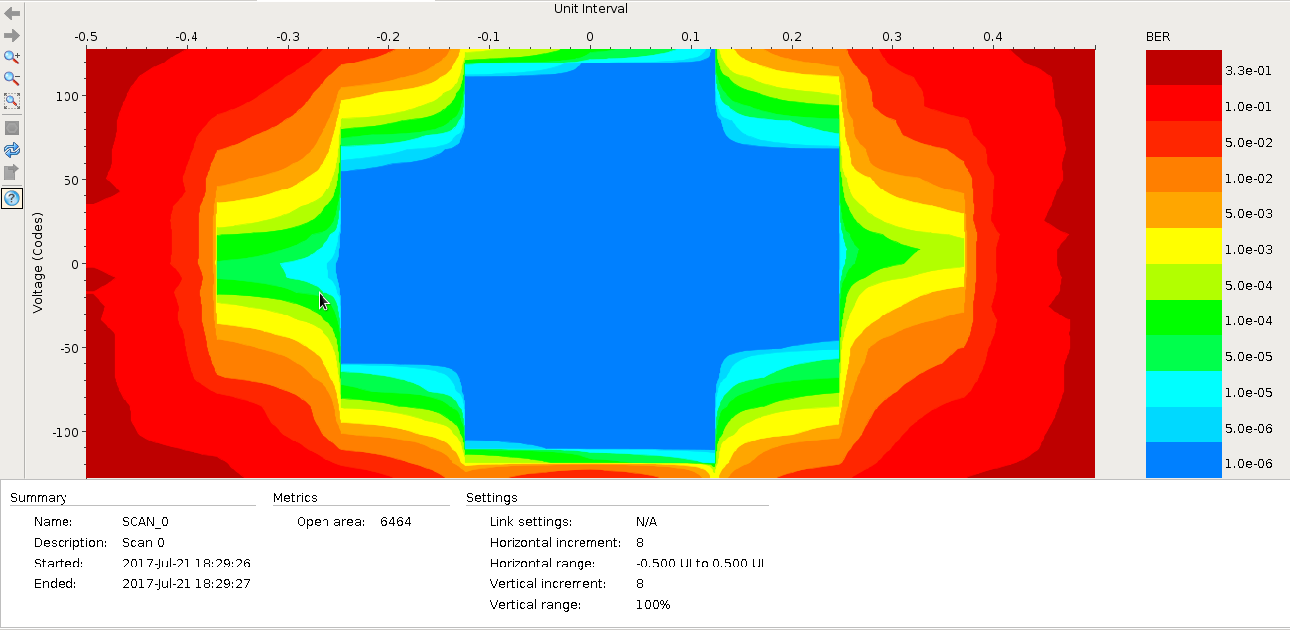 Unit Interval
-0.5 -0.4 -0.3 -0.2 -0.1 0 0.1 0.2 0.3 0.4 BER
3.3e-01
100
1.0e-01
5.0e-02
50
1.0e-02
5.0e-03
Voltage (Codes)
0
1.0e-03
5.0e-04
1.0e-04
-50
5.0e-05
1.0e-05
-100
5.0e-06
1.0e-06
Summary Metrics Settings
Name: SCAN_0 Open area: 6464 Link settings: N/A
Description: Scan 0 Horizontal increment: 8
Started: 2017-Jul-21 18:29:26 Horizontal range: -0.500 UI to 0.500 UI
Ended: 2017-Jul-21 18:29:27 Vertical increment: 8
Vertical range: 100%